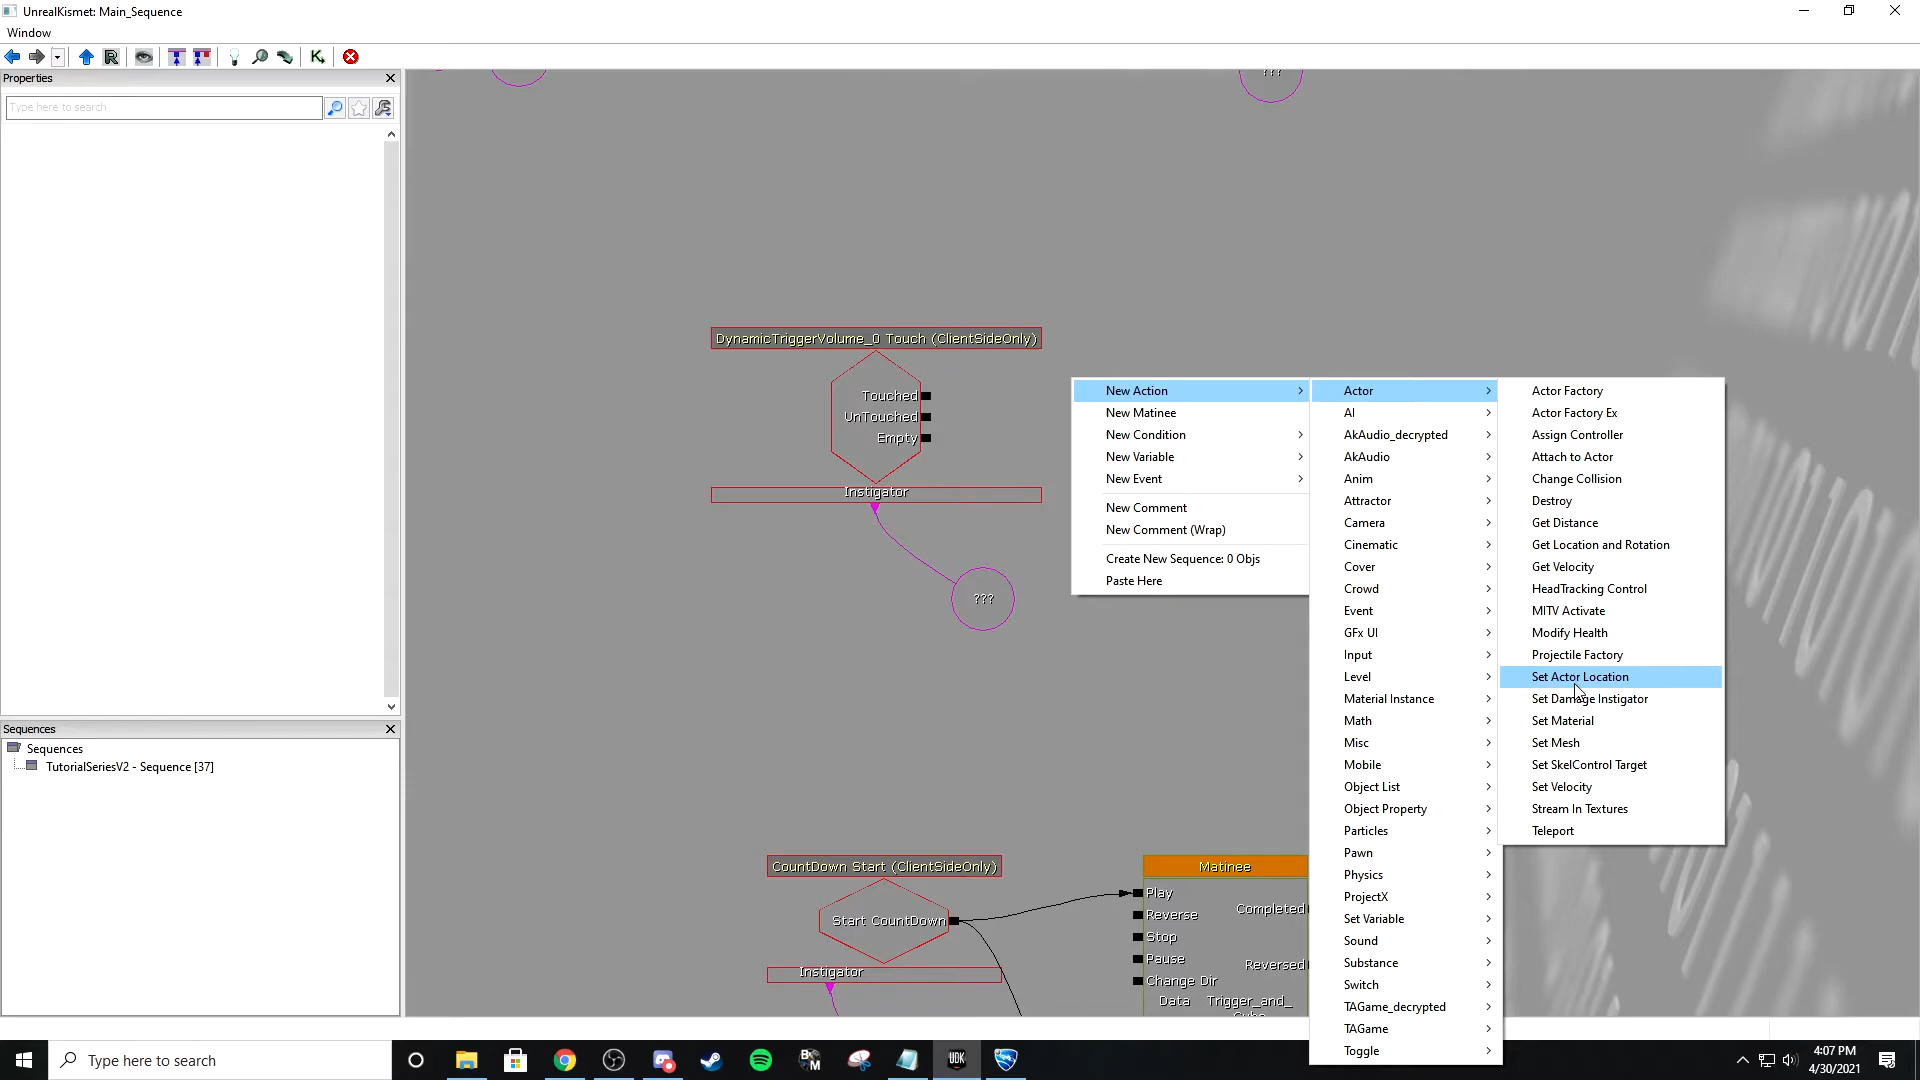 UnrealKismet: Main_Sequence
Window
Properties
Type here to search
Sequences
Sequences
TutorialSeriesV2 - Sequence [37]
???
DynamicTriggerVolume_0 Touch (ClientSideOnly)
Touched
UnTouched
Empty
Instigator
???
CountDown Start (ClientSideOnly)
Start CountDown
Instigator
Matinee
Play
Reverse
Stop
Pause
Change Dir
Completed
Reversed
Data
Trigger_and_
New Action
New Matinee
New Condition
New Variable
New Event
New Comment
New Comment (Wrap)
Create New Sequence: 0 Objs
Paste Here
Actor
AI
AkAudio_decrypted
AkAudio
Anim
Attractor
Camera
Cinematic
Cover
Crowd
Event
GFx UI
Input
Level
Material Instance
Math
Misc
Mobile
Object List
Object Property
Particles
Pawn
Physics
ProjectX
Set Variable
Sound
Substance
Switch
TAGame_decrypted
TAGame
Toggle
Actor Factory
Actor Factory Ex
Assign Controller
Attach to Actor
Change Collision
Destroy
Get Distance
Get Location and Rotation
Get Velocity
HeadTracking Control
MITV Activate
Modify Health
Projectile Factory
Set Actor Location
Set Damage Instigator
Set Material
Set Mesh
Set SkelControl Target
Set Velocity
Stream In Textures
Teleport
Type here to search
UDK
4:07 PM
4/30/2021